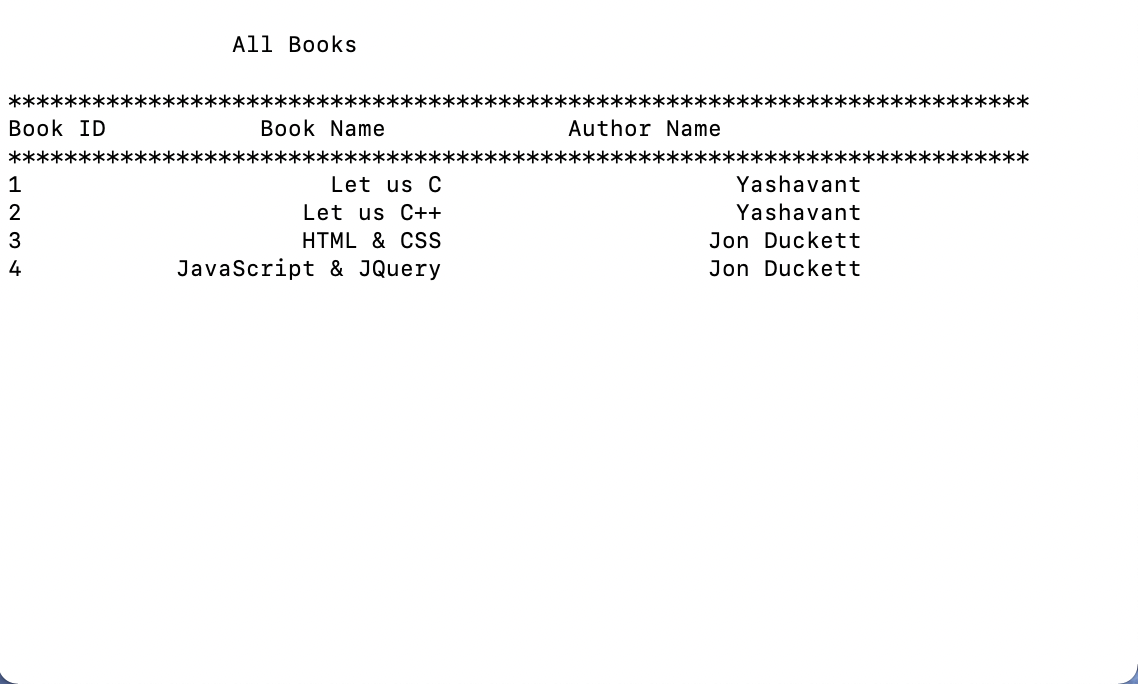 All Books
*************************************************************************
Book ID           Book Name             Author Name
*************************************************************************
1                      Let us C                     Yashavant
2                    Let us C++                     Yashavant
3                    HTML & CSS                   Jon Duckett
4           JavaScript & JQuery                   Jon Duckett